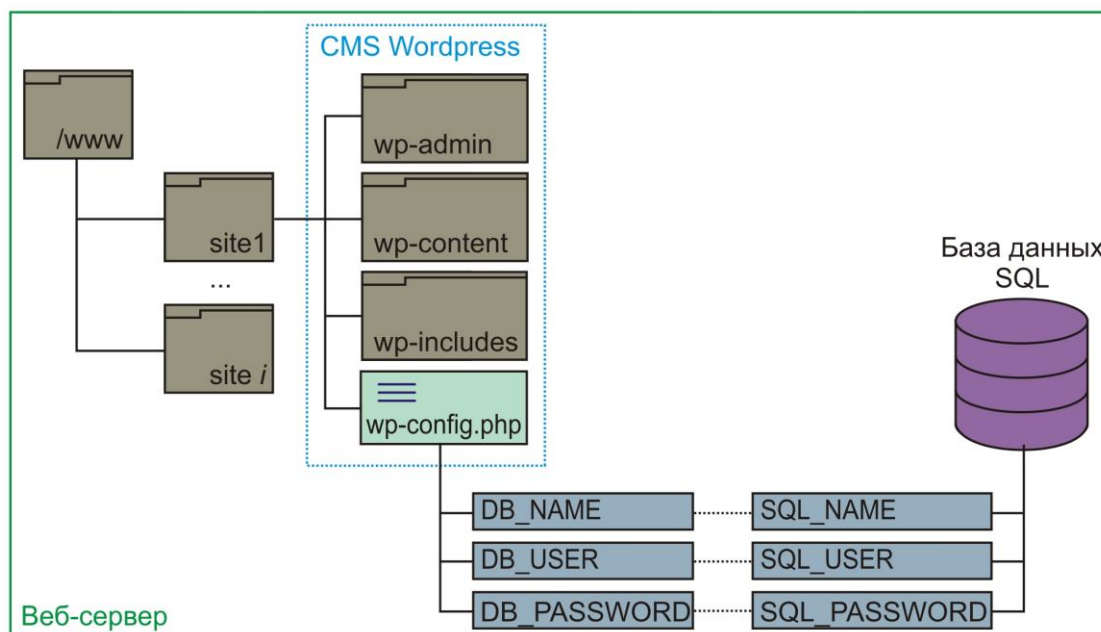 CMS Wordpress
/www
wp-admin
site1
wp-content
...
site i
wp-includes
wp-config.php
База данных
SQL
DB_NAME
SQL_NAME
DB_USER
SQL_USER
DB_PASSWORD
SQL_PASSWORD
Веб-сервер